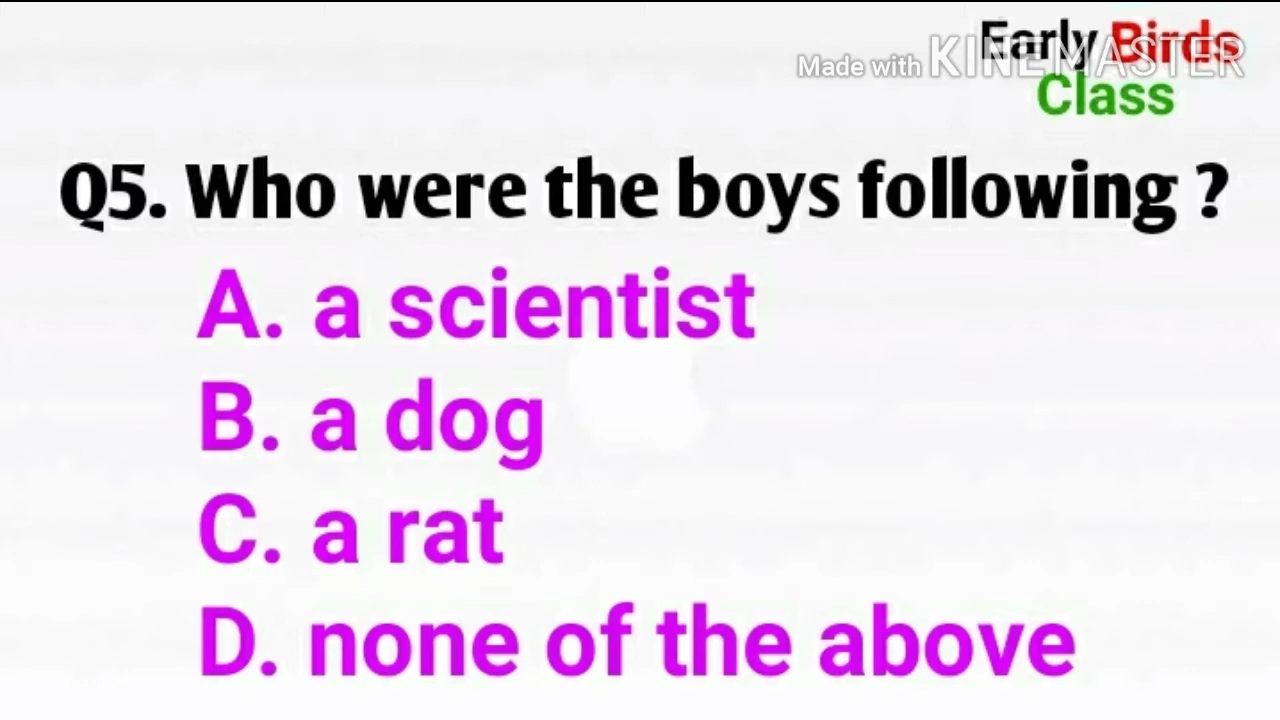 Early Birds
Made with KINEMASTER
Class
Q5. Who were the boys following ?
A. a scientist
B. a dog
C. a rat
D. none of the above